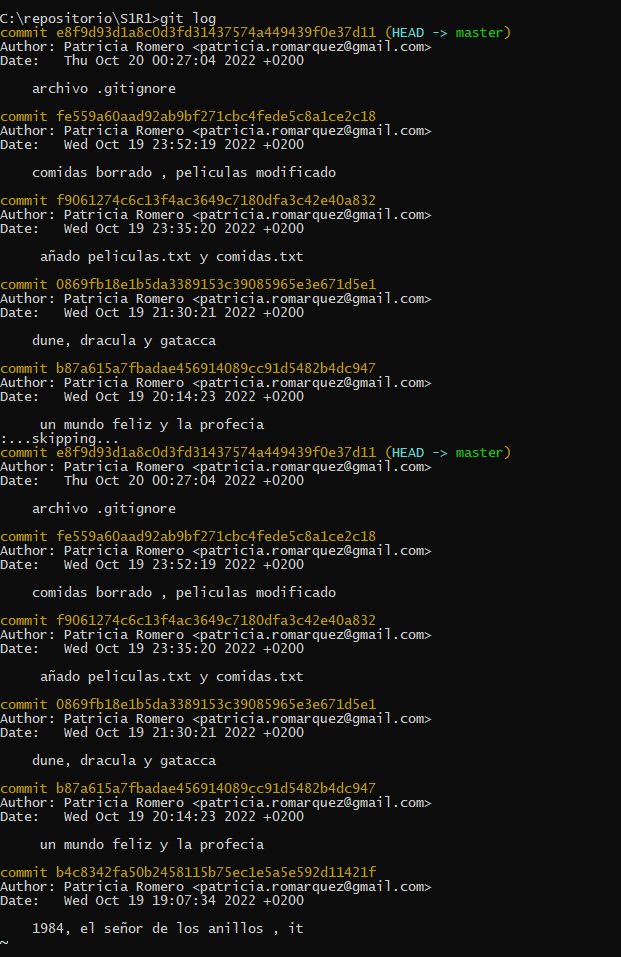 C:\repositorio\S1R1>git log
commit e8f9d93d1a8c0d3fd31437574a449439f0e37d11 (HEAD -> master)
Author: Patricia Romero <patricia.romarquez@gmail.com>
Date:   Thu Oct 20 00:27:04 2022 +0200
archivo .gitignore
commit fe559a60aad92ab9bf271cbc4fede5c8a1ce2c18
Author: Patricia Romero <patricia.romarquez@gmail.com>
Date:   Wed Oct 19 23:52:19 2022 +0200
comidas borrado , peliculas modificado
commit f9061274c6c13f4ac3649c7180dfa3c42e40a832
Author: Patricia Romero <patricia.romarquez@gmail.com>
Date:   Wed Oct 19 23:35:20 2022 +0200
añado peliculas.txt y comidas.txt
commit 0869fb18e1b5da3389153c39085965e3e671d5e1
Author: Patricia Romero <patricia.romarquez@gmail.com>
Date:   Wed Oct 19 21:30:21 2022 +0200
dune, dracula y gatacca
commit b87a615a7fbadae456914089cc91d5482b4dc947
Author: Patricia Romero <patricia.romarquez@gmail.com>
Date:   Wed Oct 19 20:14:23 2022 +0200
un mundo feliz y la profecia
:...skipping...
commit e8f9d93d1a8c0d3fd31437574a449439f0e37d11 (HEAD -> master)
Author: Patricia Romero <patricia.romarquez@gmail.com>
Date:   Thu Oct 20 00:27:04 2022 +0200
archivo .gitignore
commit fe559a60aad92ab9bf271cbc4fede5c8a1ce2c18
Author: Patricia Romero <patricia.romarquez@gmail.com>
Date:   Wed Oct 19 23:52:19 2022 +0200
comidas borrado , peliculas modificado
commit f9061274c6c13f4ac3649c7180dfa3c42e40a832
Author: Patricia Romero <patricia.romarquez@gmail.com>
Date:   Wed Oct 19 23:35:20 2022 +0200
añado peliculas.txt y comidas.txt
commit 0869fb18e1b5da3389153c39085965e3e671d5e1
Author: Patricia Romero <patricia.romarquez@gmail.com>
Date:   Wed Oct 19 21:30:21 2022 +0200
dune, dracula y gatacca
commit b87a615a7fbadae456914089cc91d5482b4dc947
Author: Patricia Romero <patricia.romarquez@gmail.com>
Date:   Wed Oct 19 20:14:23 2022 +0200
un mundo feliz y la profecia
commit b4c8342fa50b2458115b75ec1e5a5e592d11421f
Author: Patricia Romero <patricia.romarquez@gmail.com>
Date:   Wed Oct 19 19:07:34 2022 +0200
1984, el señor de los anillos , it
~